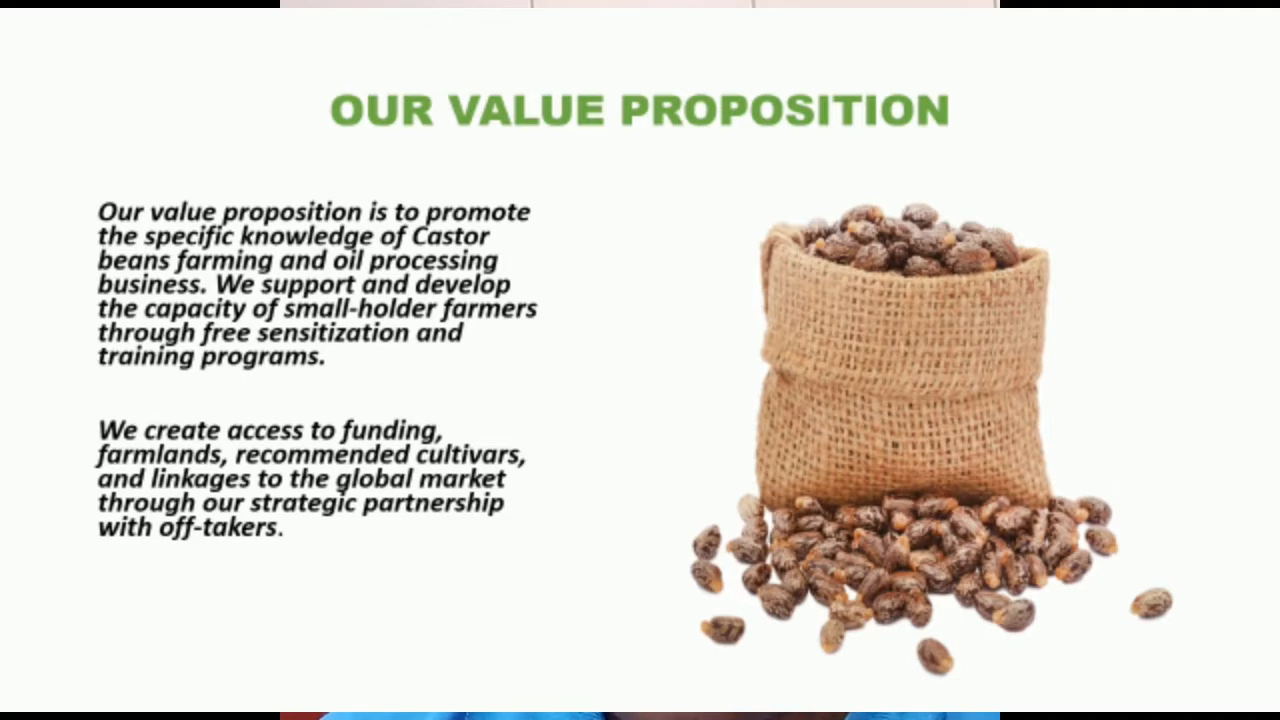 OUR VALUE PROPOSITION
Our value proposition is to promote
the specific knowledge of Castor
beans farming and oil processing
business. We support and develop
the capacity of small-holder farmers
through free sensitization and
training programs.
We create access to funding,
farmlands, recommended cultivars,
and linkages to the global market
through our strategic partnership
with off-takers.